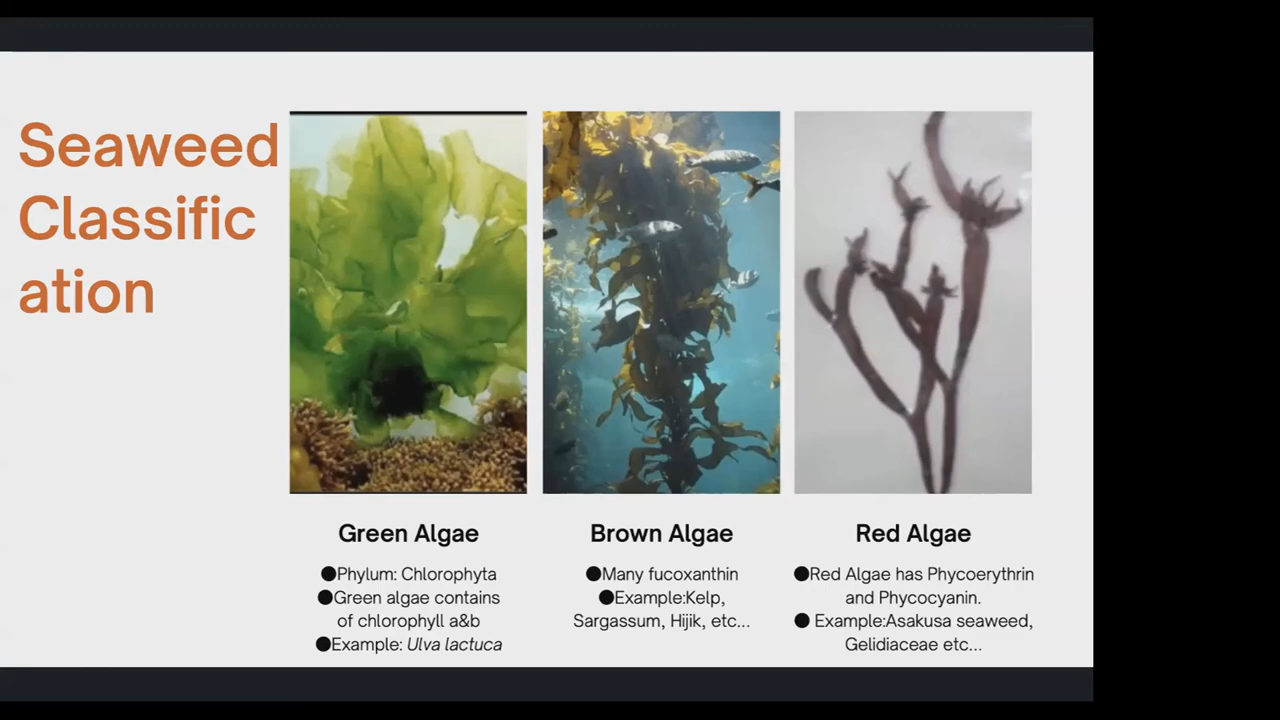 Seaweed
Classific
ation
Green Algae
●Phylum: Chlorophyta
●Green algae contains
of chlorophyll a&b
●Example: Ulva lactuca
Brown Algae
●Many fucoxanthin
●Example:Kelp,
Sargassum, Hijik, etc...
Red Algae
●Red Algae has Phycoerythrin
and Phycocyanin.
● Example:Asakusa seaweed,
Gelidiaceae etc...